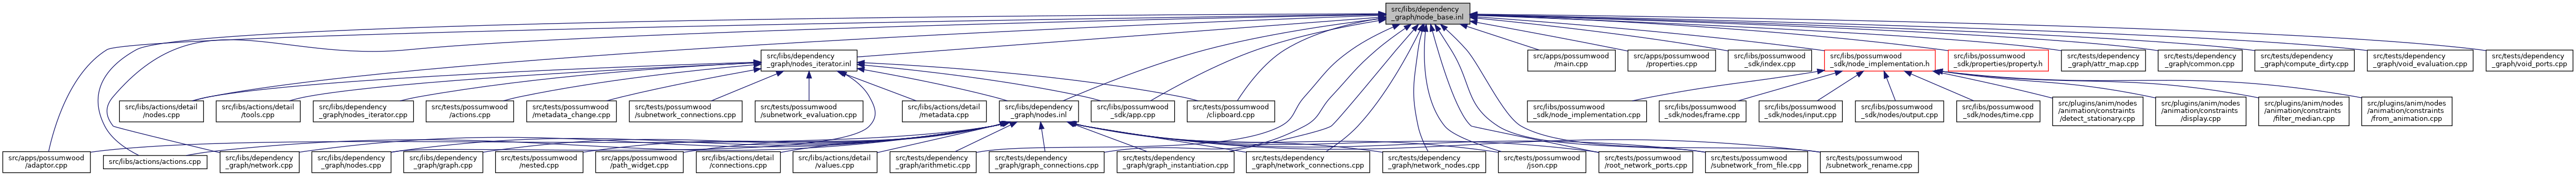 src/libs/dependency
_graph/node_base.inl
src/libs/dependency
_graph/nodes_iterator.inl
src/apps/possumwood
/main.cpp
src/apps/possumwood
/properties.cpp
src/libs/possumwood
_sdk/index.cpp
src/libs/possumwood
_sdk/node_implementation.h
src/libs/possumwood
_sdk/properties/property.h
src/tests/dependency
_graph/attr_map.cpp
src/tests/dependency
_graph/common.cpp
src/tests/dependency
_graph/compute_dirty.cpp
src/tests/dependency
_graph/void_evaluation.cpp
src/tests/dependency
_graph/void_ports.cpp
src/libs/actions/detail
/nodes.cpp
src/libs/actions/detail
/tools.cpp
src/libs/dependency
_graph/nodes_iterator.cpp
src/tests/possumwood
/actions.cpp
src/tests/possumwood
/metadata_change.cpp
src/tests/possumwood
/subnetwork_connections.cpp
src/tests/possumwood
/subnetwork_evaluation.cpp
src/libs/actions/detail
/metadata.cpp
src/libs/dependency
_graph/nodes.inl
src/libs/possumwood
_sdk/app.cpp
src/tests/possumwood
/clipboard.cpp
src/libs/possumwood
_sdk/node_implementation.cpp
src/libs/possumwood
_sdk/nodes/frame.cpp
src/libs/possumwood
_sdk/nodes/input.cpp
src/libs/possumwood
_sdk/nodes/output.cpp
src/libs/possumwood
_sdk/nodes/time.cpp
src/plugins/anim/nodes
/animation/constraints
/detect_stationary.cpp
src/plugins/anim/nodes
/animation/constraints
/display.cpp
src/plugins/anim/nodes
/animation/constraints
/filter_median.cpp
src/plugins/anim/nodes
/animation/constraints
/from_animation.cpp
src/apps/possumwood
/adaptor.cpp
src/libs/actions/actions.cpp
src/libs/dependency
_graph/network.cpp
src/libs/dependency
_graph/nodes.cpp
src/libs/dependency
_graph/graph.cpp
src/tests/possumwood
/nested.cpp
src/apps/possumwood
/path_widget.cpp
src/libs/actions/detail
/connections.cpp
src/libs/actions/detail
/values.cpp
src/tests/dependency
_graph/arithmetic.cpp
src/tests/dependency
_graph/graph_connections.cpp
src/tests/dependency
_graph/graph_instantiation.cpp
src/tests/dependency
_graph/network_connections.cpp
src/tests/dependency
_graph/network_nodes.cpp
src/tests/possumwood
/json.cpp
src/tests/possumwood
/root_network_ports.cpp
src/tests/possumwood
/subnetwork_from_file.cpp
src/tests/possumwood
/subnetwork_rename.cpp